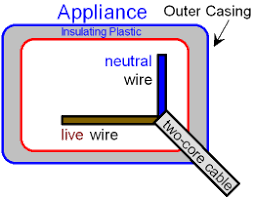 Appliance
Outer Casing
Insulating Plastic
neutral
wire
live wire
two-core cable